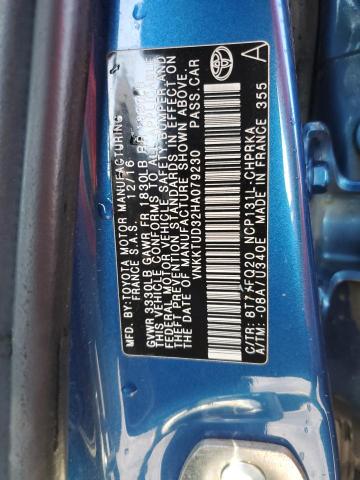 MFD. BY: TOYOTA MOTOR MANUFACTURING
FRANCE S.A.S. 12/16
GVWR 3330LB GAWR FR 1830LB RR
THIS VEHICLE CONFORMS TO ALL APPLICABLE
FEDERAL MOTOR VEHICLE SAFETY, BUMPER, AND
THEFT PREVENTION STANDARDS IN EFFECT ON
THE DATE OF MANUFACTURE SHOWN ABOVE.
VNKKTUD32HA079230 PASS.CAR
C/TR: 8T7 FQ20 NCP131L-CHPRKA
A/TM: -08A/U340E
MADE IN FRANCE 355
TOYOTA
A